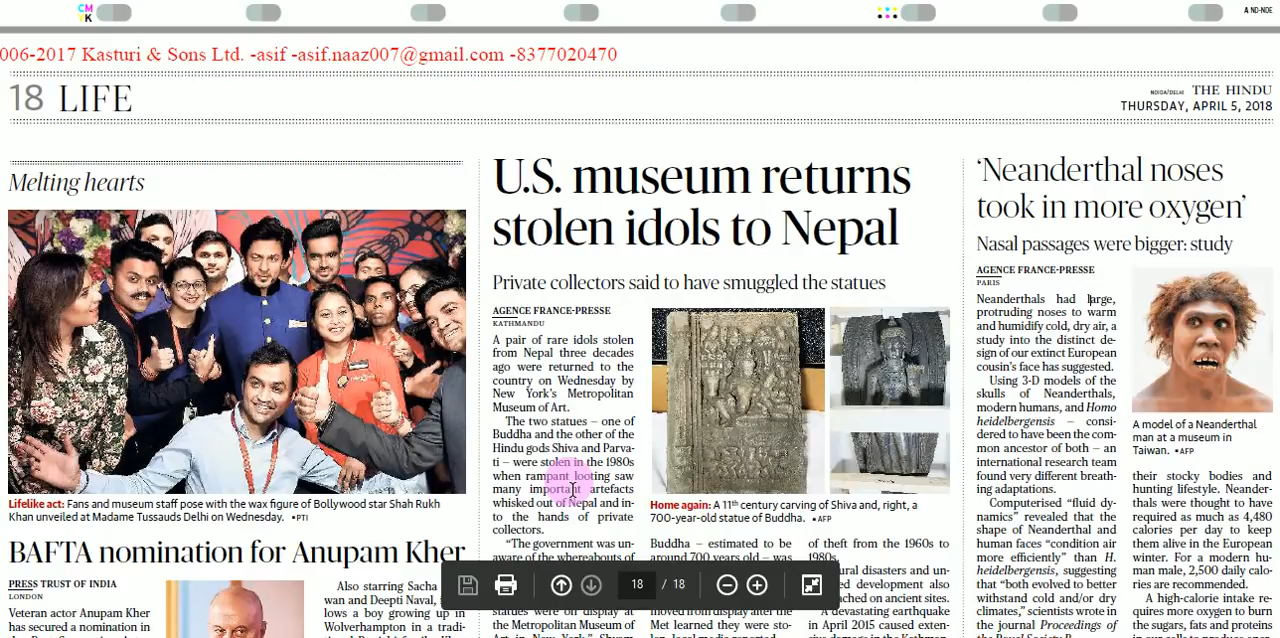 CM
YK
A ND-NDE
006-2017 Kasturi & Sons Ltd. -asif -asif.naaz007@gmail.com -8377020470
18 LIFE
NOIDA/DELHI THE HINDU
THURSDAY, APRIL 5, 2018
Melting hearts
Lifelike act: Fans and museum staff pose with the wax figure of Bollywood star Shah Rukh
Khan unveiled at Madame Tussauds Delhi on Wednesday. •PTI
BAFTA nomination for Anupam Kher
PRESS TRUST OF INDIA
LONDON
Veteran actor Anupam Kher
has secured a nomination in
Also starring Sacha
wan and Deepti Naval,
lows a boy growing up in
Wolverhampton in a tradi-
U.S. museum returns
stolen idols to Nepal
Private collectors said to have smuggled the statues
AGENCE FRANCE-PRESSE
KATHMANDU
A pair of rare idols stolen
from Nepal three decades
ago were returned to the
country on Wednesday by
New York's Metropolitan
Museum of Art.
The two statues – one of
Buddha and the other of the
Hindu gods Shiva and Parva-
ti – were stolen in the 1980s
when rampant looting saw
many important artefacts
whisked out of Nepal and in-
to the hands of private
collectors.
"The government was un-
aware of the whereabouts of
statues were on display at
the Metropolitan Museum of
Home again: A 11th century carving of Shiva and, right, a
700-year-old statue of Buddha. •AFP
Buddha – estimated to be
around 700 years old – was
moved from display after the
Met learned they were sto-
of theft from the 1960s to
1980s.
ural disasters and un-
ed development also
ached on ancient sites.
A devastating earthquake
in April 2015 caused exten-
18 / 18
'Neanderthal noses
took in more oxygen'
Nasal passages were bigger: study
AGENCE FRANCE-PRESSE
PARIS
Neanderthals had large,
protruding noses to warm
and humidify cold, dry air, a
study into the distinct de-
sign of our extinct European
cousin's face has suggested.
Using 3-D models of the
skulls of Neanderthals,
modern humans, and Homo
heidelbergensis – consi-
dered to have been the com-
mon ancestor of both – an
international research team
found very different breath-
ing adaptations.
Computerised "fluid dy-
namics" revealed that the
shape of Neanderthal and
human faces "condition air
more efficiently" than H.
heidelbergensis, suggesting
that "both evolved to better
withstand cold and/or dry
climates," scientists wrote in
the journal Proceedings of
A model of a Neanderthal
man at a museum in
Taiwan. •AFP
their stocky bodies and
hunting lifestyle. Neander-
thals were thought to have
required as much as 4,480
calories per day to keep
them alive in the European
winter. For a modern hu-
man male, 2,500 daily calo-
ries are recommended.
A high-calorie intake re-
quires more oxygen to burn
the sugars, fats and proteins